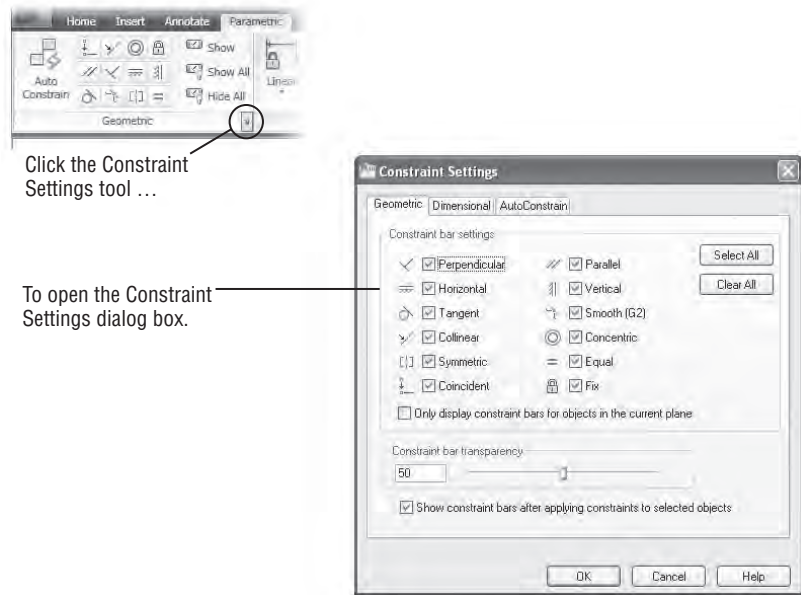 Home Insert Annotate Parametric
Auto
Constrain
Show
Show All
Hide All
Linear
Geometric
Click the Constraint
Settings tool …
To open the Constraint
Settings dialog box.
Constraint Settings
Geometric Dimensional AutoConstrain
Constraint bar settings
Perpendicular Parallel Select All
Horizontal Vertical Clear All
Tangent Smooth (G2)
Collinear Concentric
Symmetric Equal
Coincident Fix
Only display constraint bars for objects in the current plane
Constraint bar transparency
50
Show constraint bars after applying constraints to selected objects
OK Cancel Help